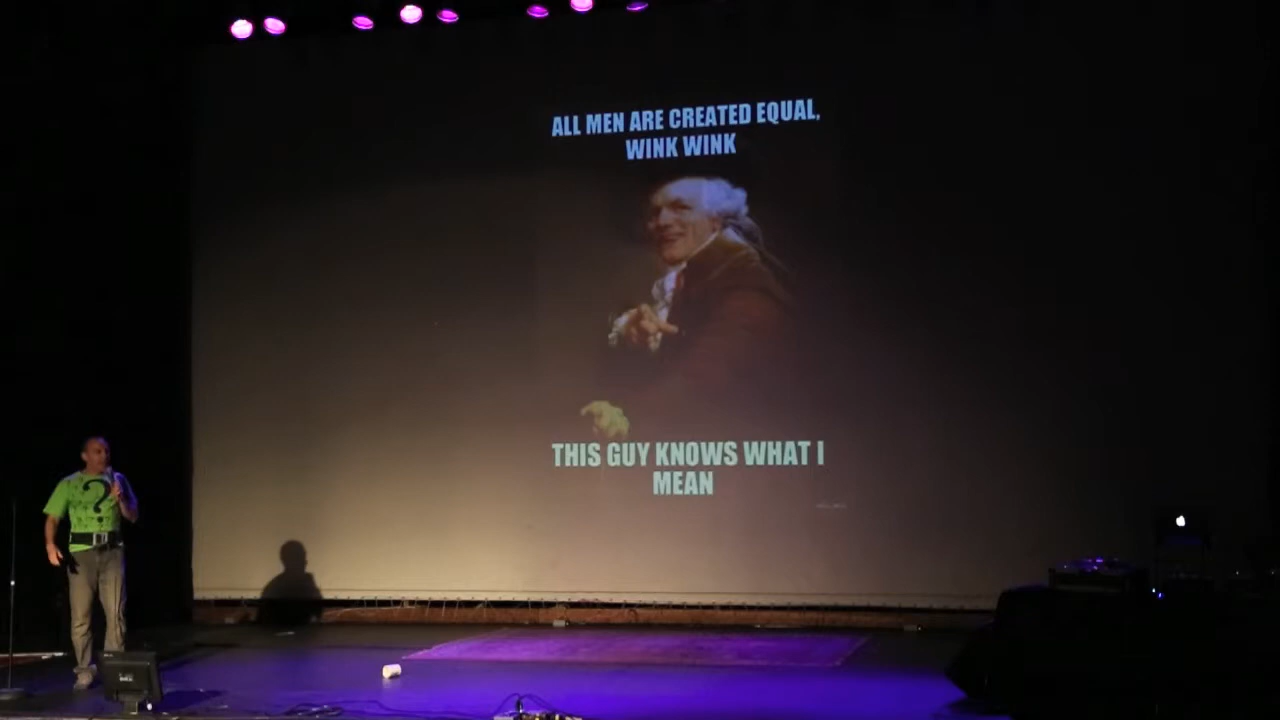 ALL MEN ARE CREATED EQUAL,
WINK WINK
THIS GUY KNOWS WHAT I
MEAN
?